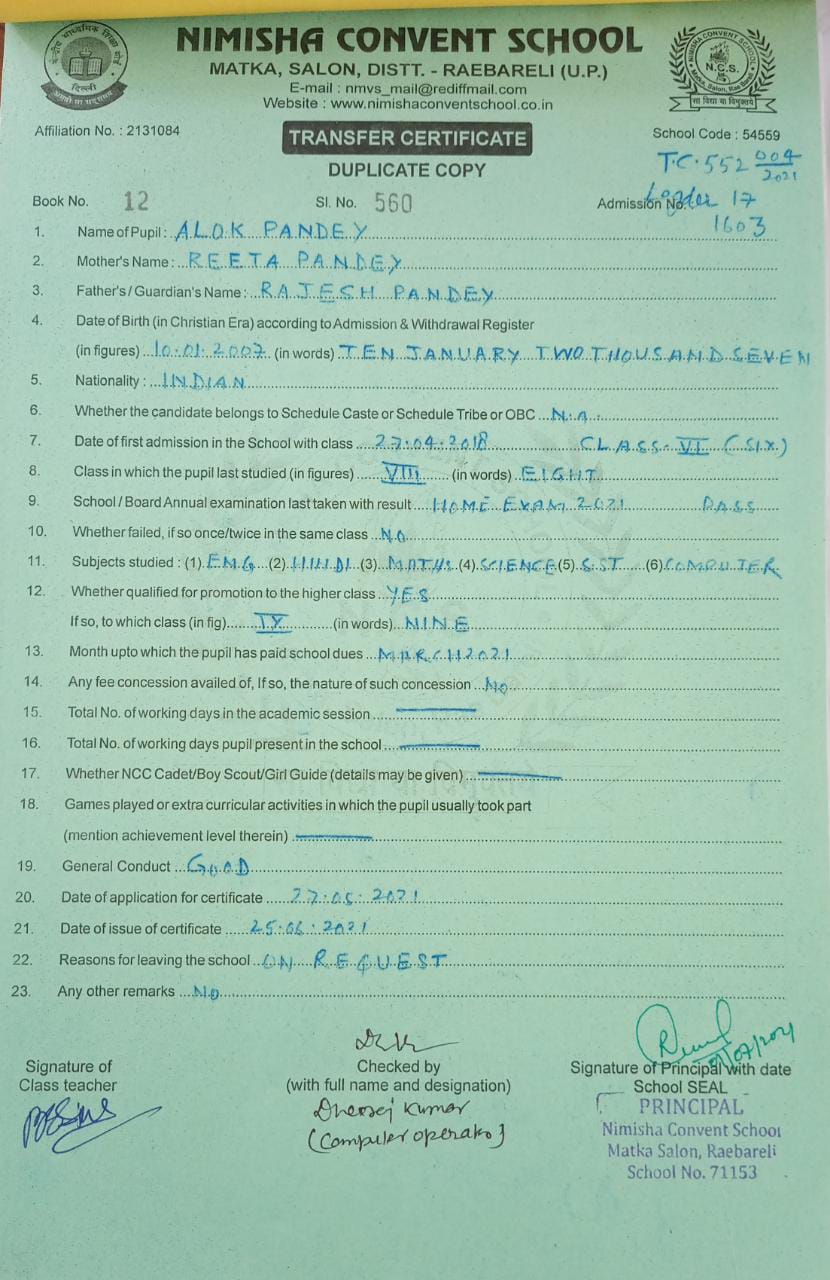 NIMISHA CONVENT SCHOOL
MATKA, SALON, DISTT. - RAEBARELI (U.P.)
E-mail : nmvs_mail@rediffmail.com
Website : www.nimishaconventschool.co.in
केन्द्रीय माध्यमिक शिक्षा बोर्ड
दिल्ली
असतो मा सद्गमय
NIMISHA CONVENT SCHOOL
N.C.S.
Matka, Salon, Rae Bareli
सा विद्या या विमुक्तये
Affiliation No. : 2131084
TRANSFER CERTIFICATE
School Code : 54559
DUPLICATE COPY
T.C. 552 004/2021
Book No. 12 Sl. No. 560 Admission No. 17
1603
1. Name of Pupil : ALOK PANDEY
2. Mother's Name : REETA PANDEY
3. Father's / Guardian's Name : RAJESH PANDEY
4. Date of Birth (in Christian Era) according to Admission & Withdrawal Register
(in figures) 10.01.2007 (in words) TEN JANUARY TWO THOUSAND SEVEN
5. Nationality : INDIAN
6. Whether the candidate belongs to Schedule Caste or Schedule Tribe or OBC N.A.
7. Date of first admission in the School with class 27.04.2018 CLASS-VI (SIX)
8. Class in which the pupil last studied (in figures) VIII (in words) EIGHT
9. School / Board Annual examination last taken with result HOME EXAM 2021 PASS
10. Whether failed, if so once/twice in the same class NO
11. Subjects studied : (1) ENG (2) HINDI (3) MATHS (4) SCIENCE (5) S.ST (6) COMPUTER
12. Whether qualified for promotion to the higher class YES
If so, to which class (in fig) IX (in words) NINE
13. Month upto which the pupil has paid school dues MARCH 2021
14. Any fee concession availed of, If so, the nature of such concession No
15. Total No. of working days in the academic session
16. Total No. of working days pupil present in the school
17. Whether NCC Cadet/Boy Scout/Girl Guide (details may be given)
18. Games played or extra curricular activities in which the pupil usually took part
(mention achievement level therein)
19. General Conduct GOOD
20. Date of application for certificate 27.05.2021
21. Date of issue of certificate 25.06.2021
22. Reasons for leaving the school ON REQUEST
23. Any other remarks No
Signature of
Class teacher
Checked by
(with full name and designation)
Dheeraj Kumar
(Computer operator)
Signature of Principal with date
School SEAL
PRINCIPAL
Nimisha Convent School
Matka Salon, Raebareli
School No. 71153